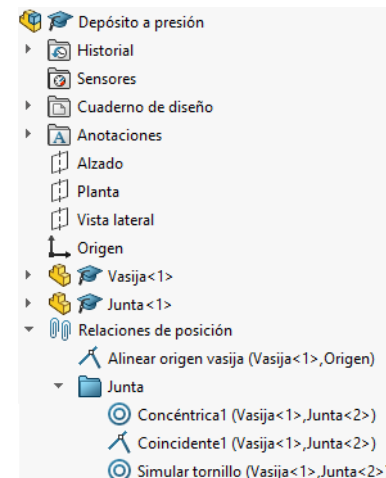 Depósito a presión
Historial
Sensores
Cuaderno de diseño
Anotaciones
Alzado
Planta
Vista lateral
Origen
Vasija<1>
Junta<1>
Relaciones de posición
Alinear origen vasija (Vasija<1>,Origen)
Junta
Concéntrica1 (Vasija<1>,Junta<2>)
Coincidente1 (Vasija<1>,Junta<2>)
Simular tornillo (Vasija<1>,Junta<2>